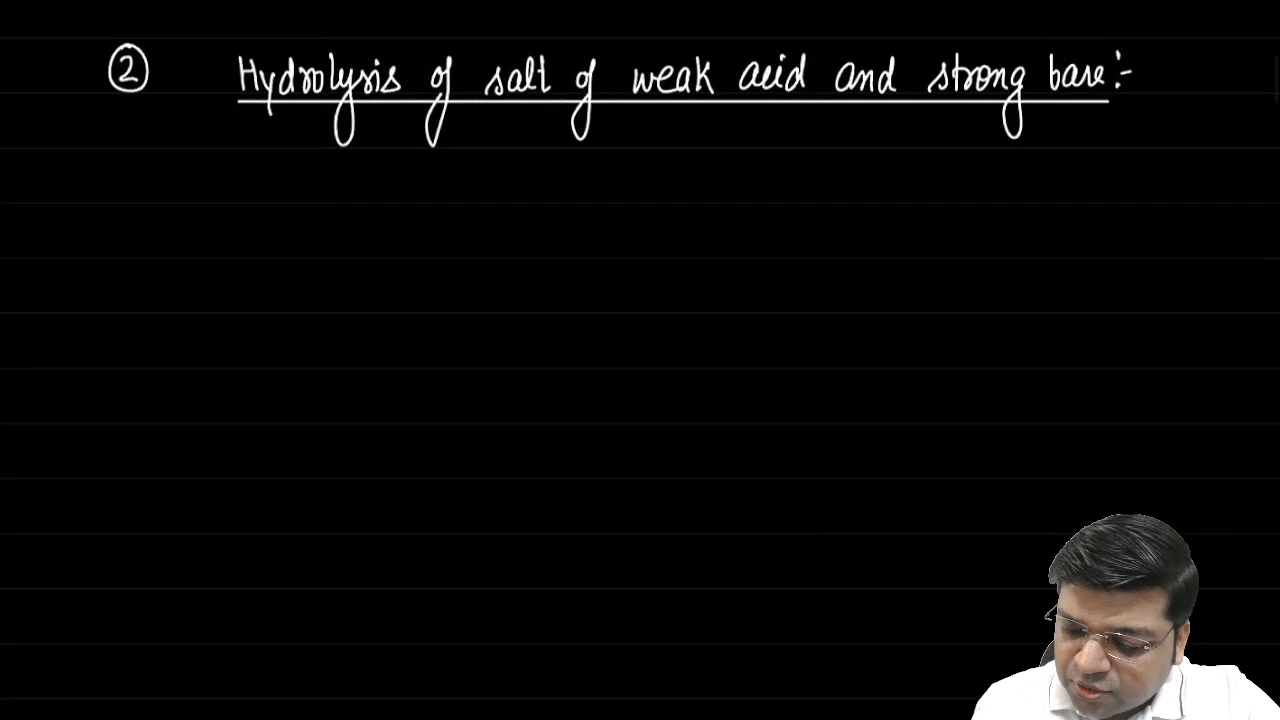 ② Hydrolysis of salt of weak acid and strong base:-